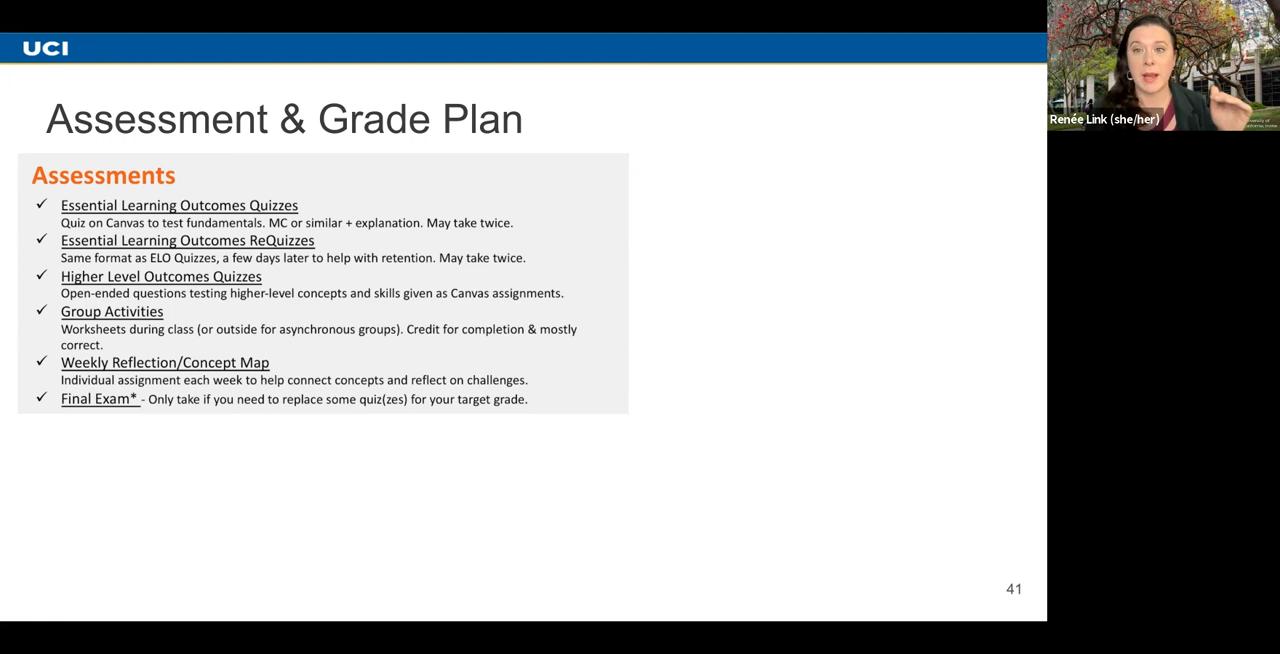 UCI
Assessment & Grade Plan
Assessments
✓ Essential Learning Outcomes Quizzes
Quiz on Canvas to test fundamentals. MC or similar + explanation. May take twice.
✓ Essential Learning Outcomes ReQuizzes
Same format as ELO Quizzes, a few days later to help with retention. May take twice.
✓ Higher Level Outcomes Quizzes
Open-ended questions testing higher-level concepts and skills given as Canvas assignments.
✓ Group Activities
Worksheets during class (or outside for asynchronous groups). Credit for completion & mostly
correct.
✓ Weekly Reflection/Concept Map
Individual assignment each week to help connect concepts and reflect on challenges.
✓ Final Exam* - Only take if you need to replace some quiz(zes) for your target grade.
41
Renée Link (she/her)